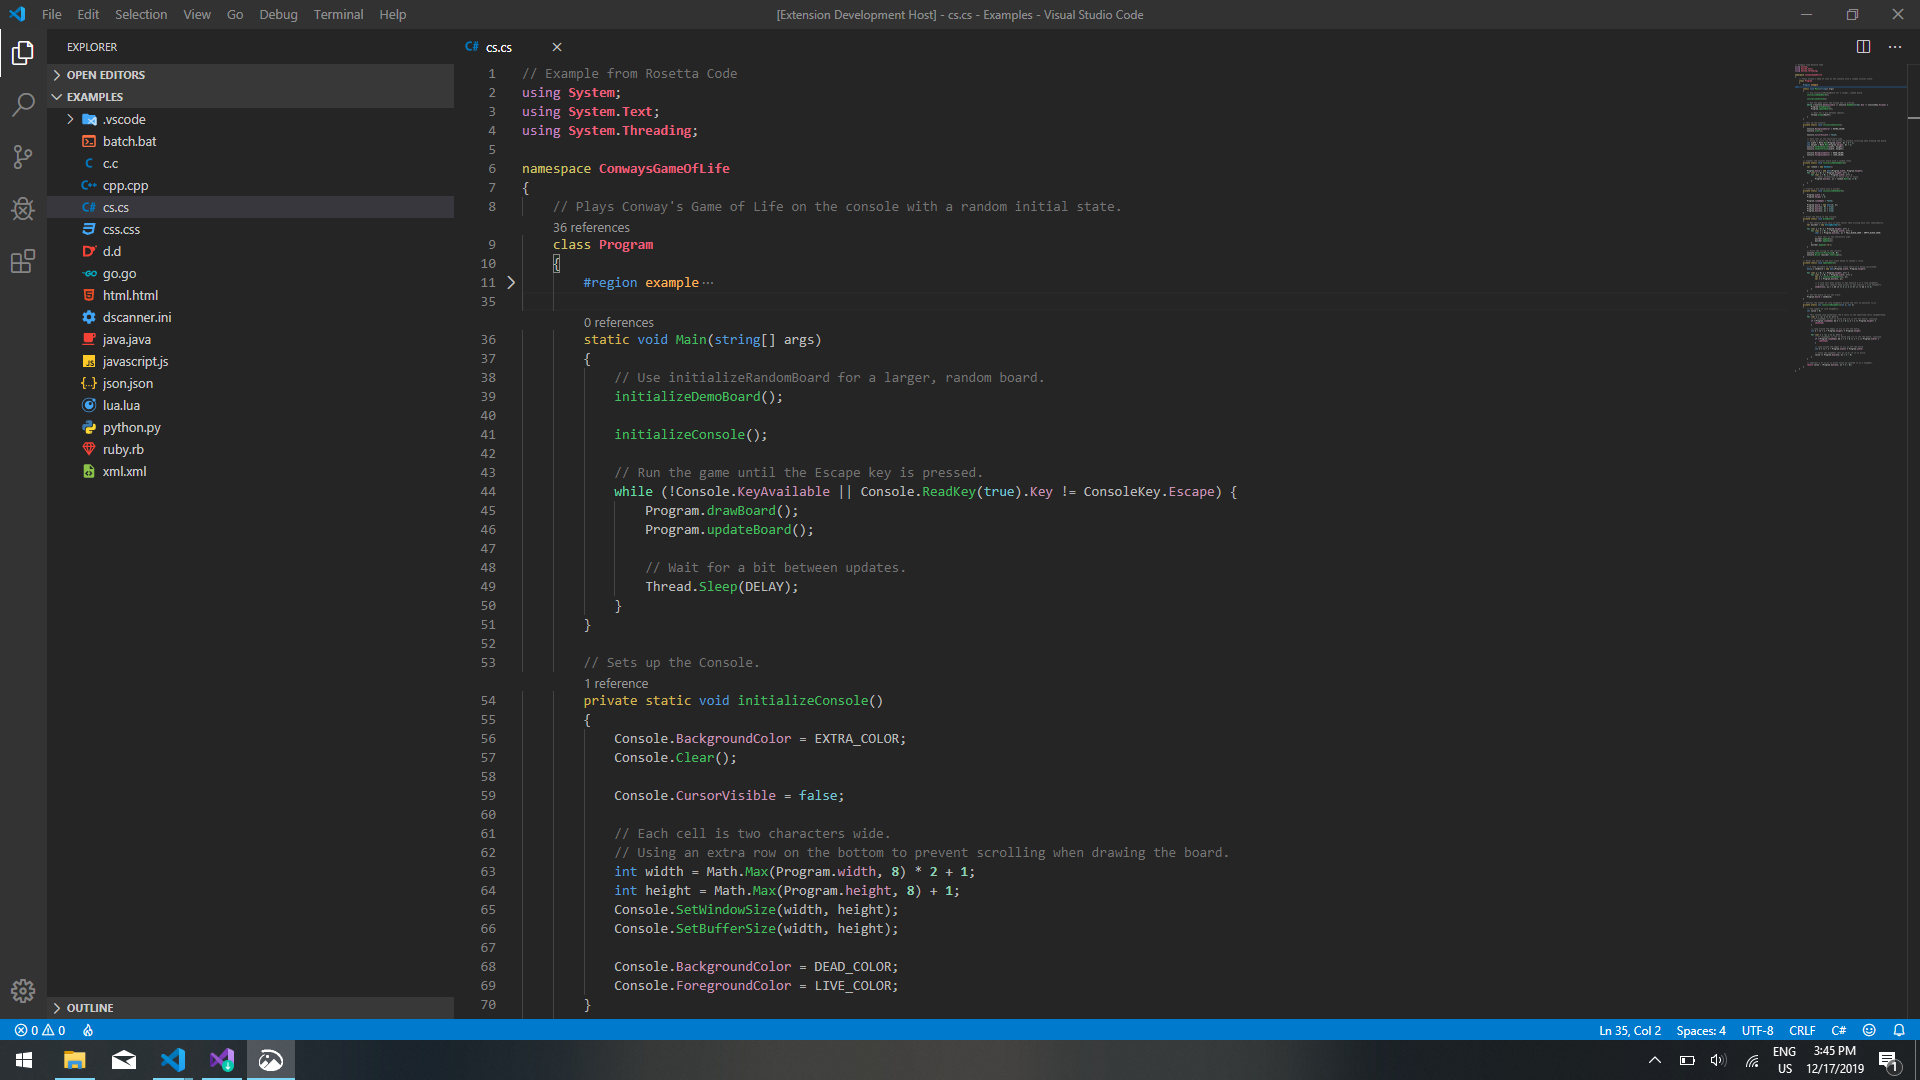 File Edit Selection View Go Debug Terminal Help
[Extension Development Host] - cs.cs - Examples - Visual Studio Code
EXPLORER
OPEN EDITORS
EXAMPLES
.vscode
batch.bat
c.c
cpp.cpp
cs.cs
css.css
d.d
go.go
html.html
dscanner.ini
java.java
javascript.js
json.json
lua.lua
python.py
ruby.rb
xml.xml
OUTLINE
C# cs.cs
1 // Example from Rosetta Code
2 using System;
3 using System.Text;
4 using System.Threading;
5
6 namespace ConwaysGameOfLife
7 {
8 // Plays Conway's Game of Life on the console with a random initial state.
36 references
9 class Program
10 {
11 #region example ···
35
0 references
36 static void Main(string[] args)
37 {
38 // Use initializeRandomBoard for a larger, random board.
39 initializeDemoBoard();
40
41 initializeConsole();
42
43 // Run the game until the Escape key is pressed.
44 while (!Console.KeyAvailable || Console.ReadKey(true).Key != ConsoleKey.Escape) {
45 Program.drawBoard();
46 Program.updateBoard();
47
48 // Wait for a bit between updates.
49 Thread.Sleep(DELAY);
50 }
51 }
52
53 // Sets up the Console.
1 reference
54 private static void initializeConsole()
55 {
56 Console.BackgroundColor = EXTRA_COLOR;
57 Console.Clear();
58
59 Console.CursorVisible = false;
60
61 // Each cell is two characters wide.
62 // Using an extra row on the bottom to prevent scrolling when drawing the board.
63 int width = Math.Max(Program.width, 8) * 2 + 1;
64 int height = Math.Max(Program.height, 8) + 1;
65 Console.SetWindowSize(width, height);
66 Console.SetBufferSize(width, height);
67
68 Console.BackgroundColor = DEAD_COLOR;
69 Console.ForegroundColor = LIVE_COLOR;
70 }
0 0
Ln 35, Col 2 Spaces: 4 UTF-8 CRLF C#
ENG
US
3:45 PM
12/17/2019
1